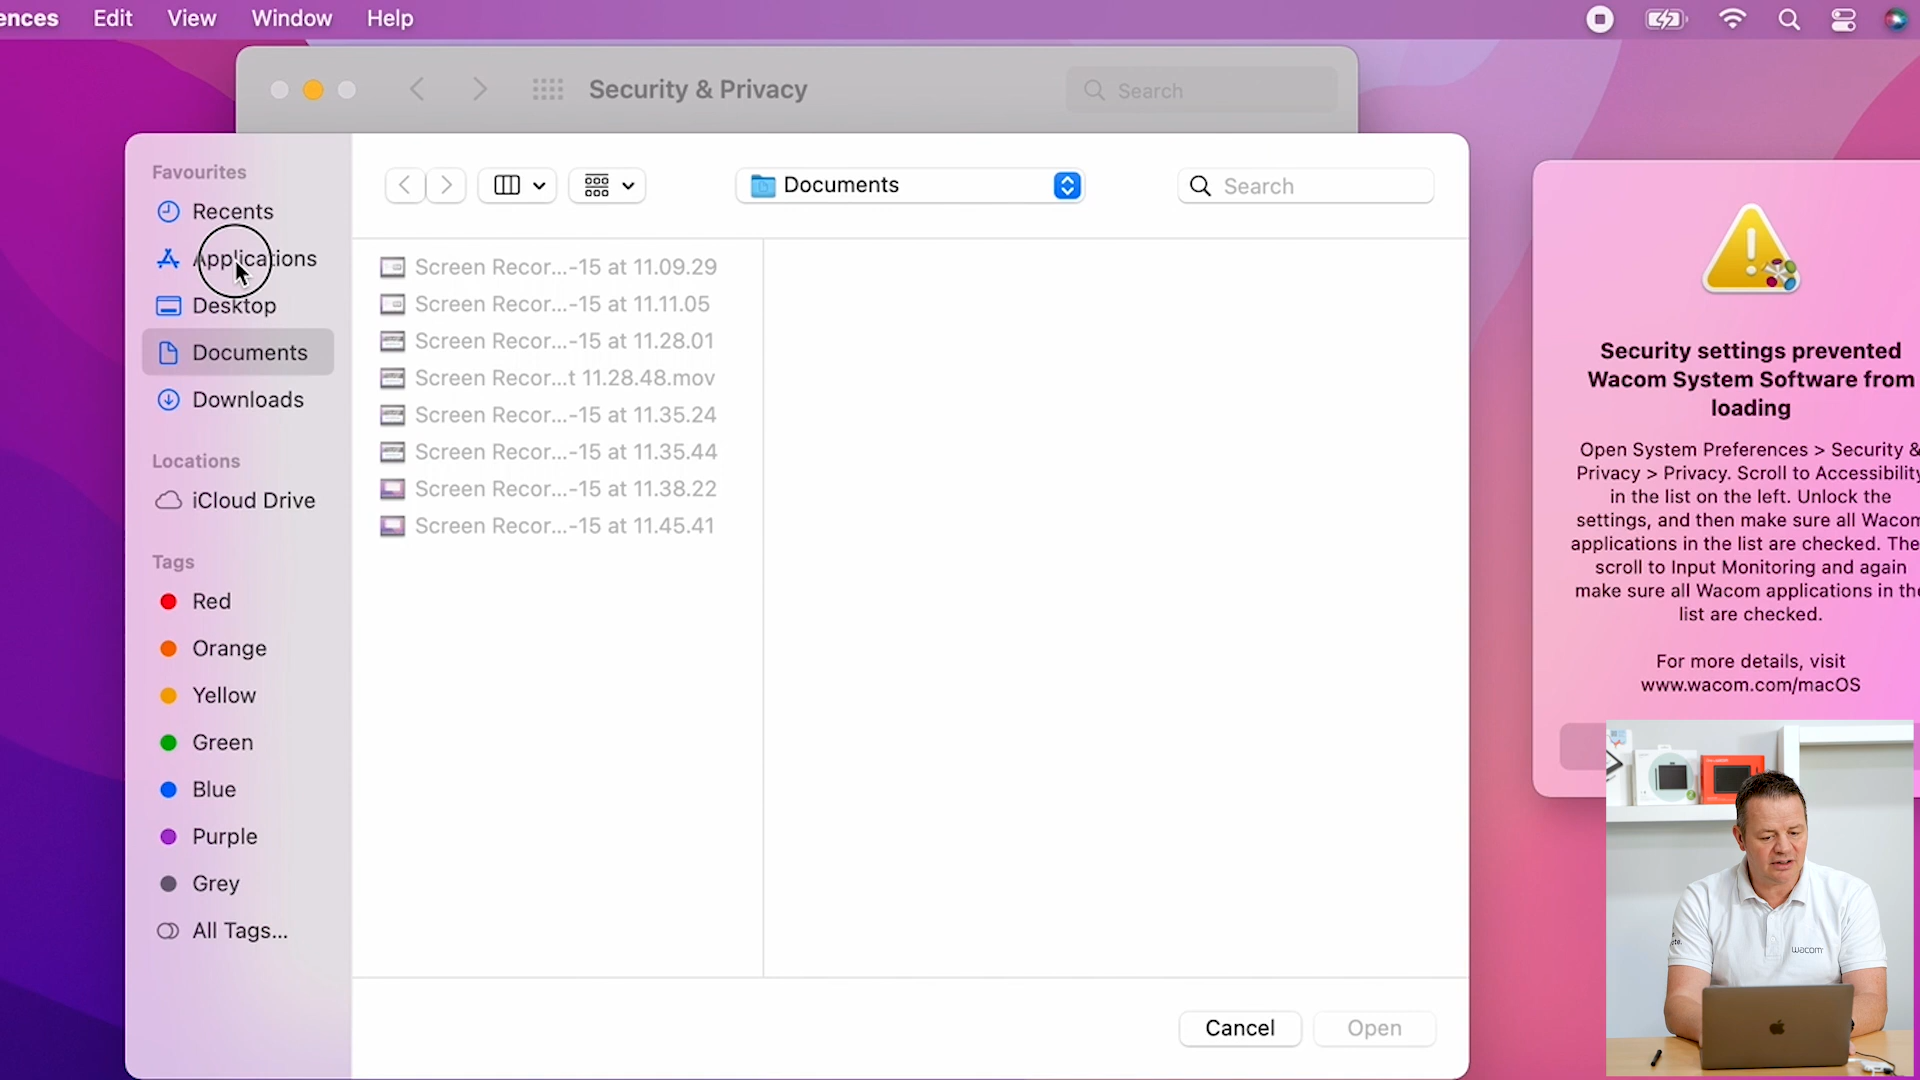 ences Edit View Window Help
Security & Privacy
Search
Favourites
Recents
Applications
Desktop
Documents
Downloads
Locations
iCloud Drive
Tags
Red
Orange
Yellow
Green
Blue
Purple
Grey
All Tags...
Documents
Search
Screen Recor...-15 at 11.09.29
Screen Recor...-15 at 11.11.05
Screen Recor...-15 at 11.28.01
Screen Recor...t 11.28.48.mov
Screen Recor...-15 at 11.35.24
Screen Recor...-15 at 11.35.44
Screen Recor...-15 at 11.38.22
Screen Recor...-15 at 11.45.41
Cancel
Open
Security settings prevented
Wacom System Software from
loading
Open System Preferences > Security &
Privacy > Privacy. Scroll to Accessibility
in the list on the left. Unlock the
settings, and then make sure all Wacom
applications in the list are checked. The
scroll to Input Monitoring and again
make sure all Wacom applications in the
list are checked.
For more details, visit
www.wacom.com/macOS
wacom